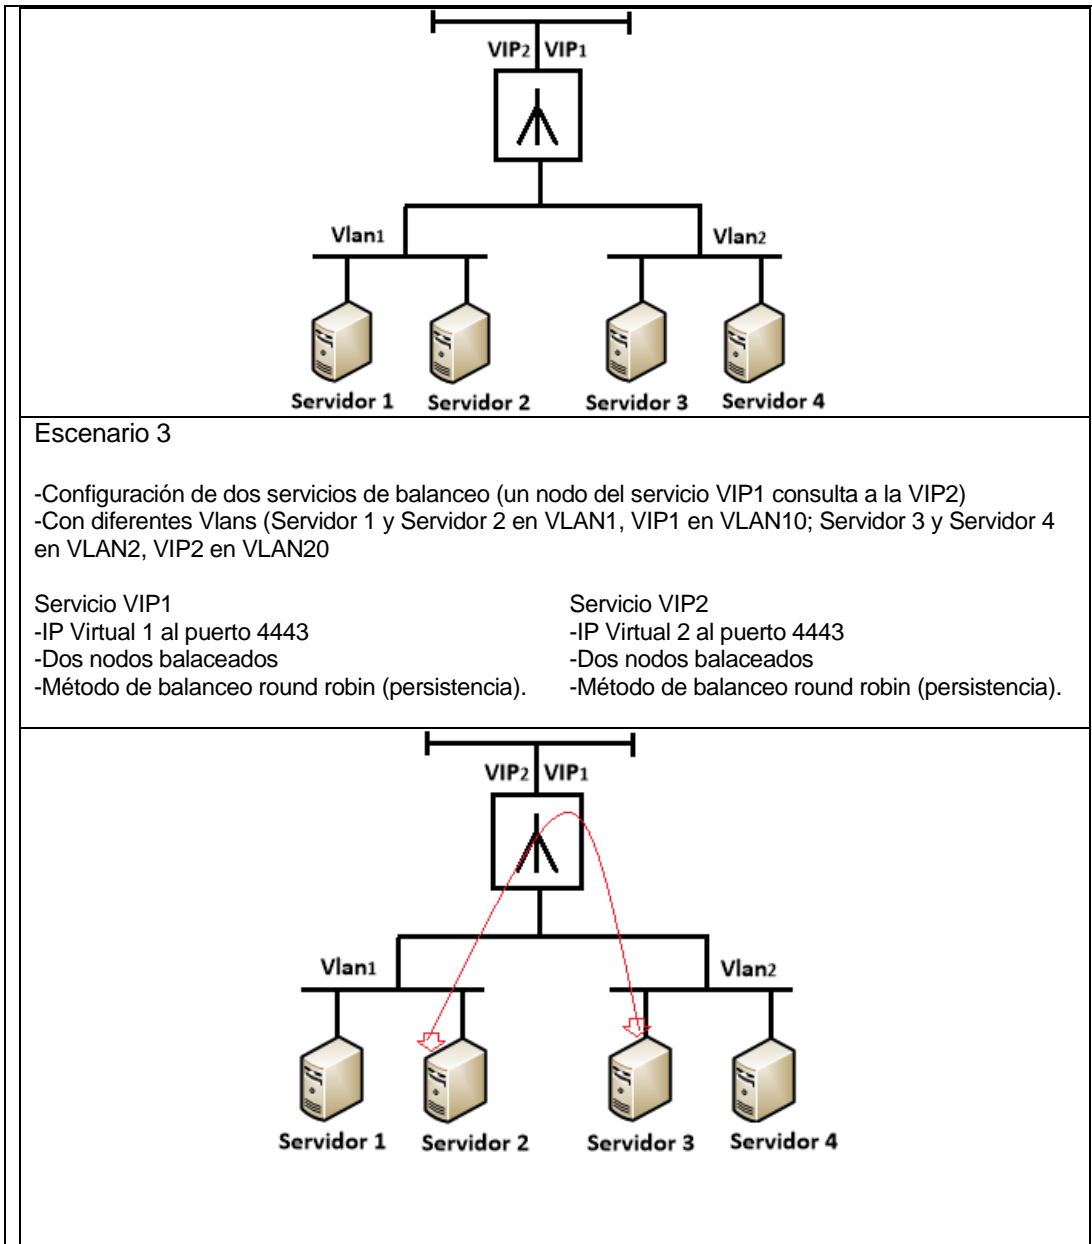 VIP2 VIP1
Vlan1 Vlan2
Servidor 1 Servidor 2 Servidor 3 Servidor 4
Escenario 3
-Configuración de dos servicios de balanceo (un nodo del servicio VIP1 consulta a la VIP2)
-Con diferentes Vlans (Servidor 1 y Servidor 2 en VLAN1, VIP1 en VLAN10; Servidor 3 y Servidor 4
en VLAN2, VIP2 en VLAN20
Servicio VIP1
-IP Virtual 1 al puerto 4443
-Dos nodos balaceados
-Método de balanceo round robin (persistencia).
Servicio VIP2
-IP Virtual 2 al puerto 4443
-Dos nodos balaceados
-Método de balanceo round robin (persistencia).
VIP2 VIP1
Vlan1 Vlan2
Servidor 1 Servidor 2 Servidor 3 Servidor 4